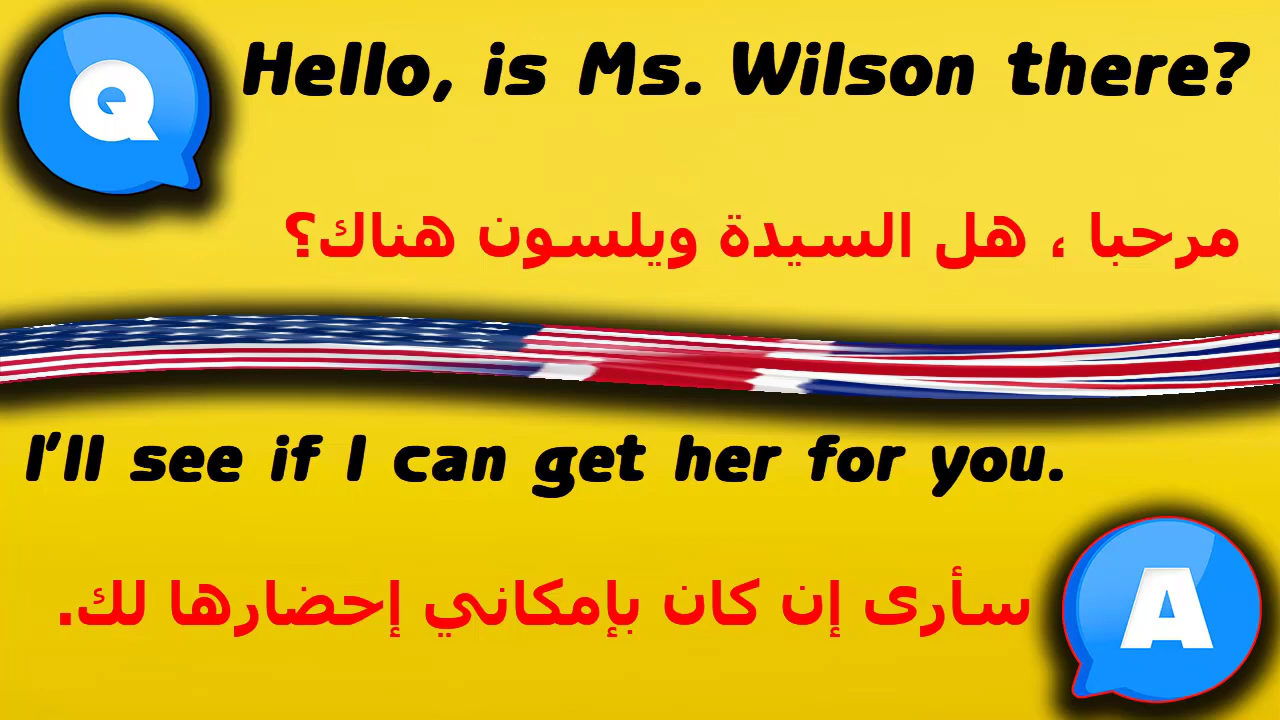 Q
Hello, is Ms. Wilson there?
مرحبا ، هل السيدة ويلسون هناك؟
I'll see if I can get her for you.
سأرى إن كان بإمكاني إحضارها لك.
A